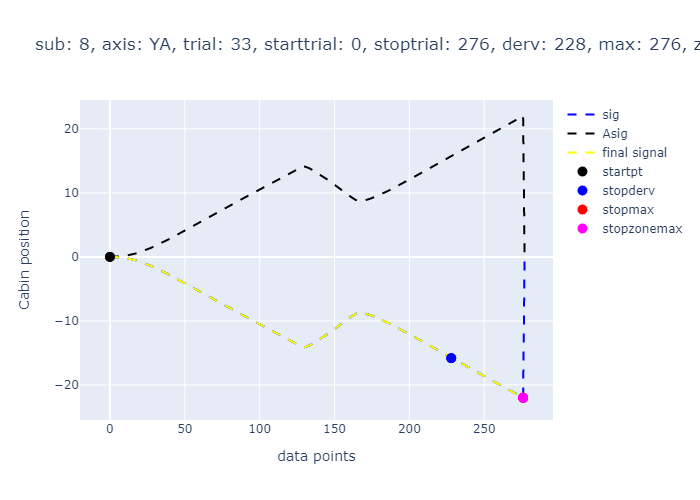 sub: 8, axis: YA, trial: 33, starttrial: 0, stoptrial: 276, derv: 228, max: 276, z
20
10
0
−10
−20
Cabin position
0 50 100 150 200 250
data points
sig
Asig
final signal
startpt
stopderv
stopmax
stopzonemax